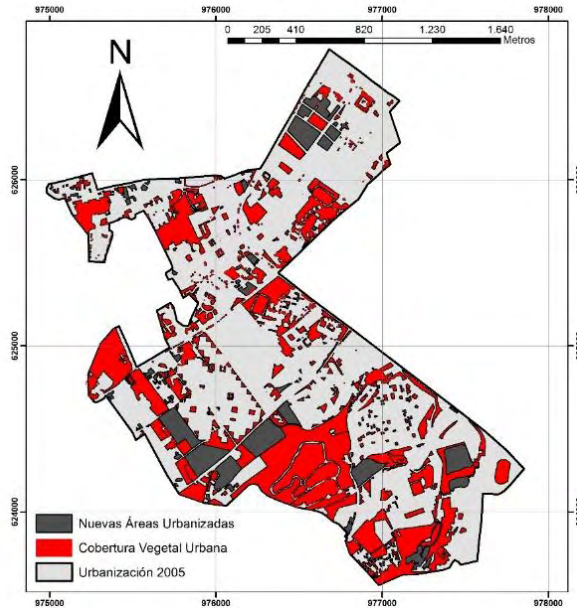 975000 976000 977000 978000
0 205 410 820 1.230 1.640
Metros
N
626000
625000
624000
Nuevas Áreas Urbanizadas
Cobertura Vegetal Urbana
Urbanización 2005
975000 976000 977000 978000